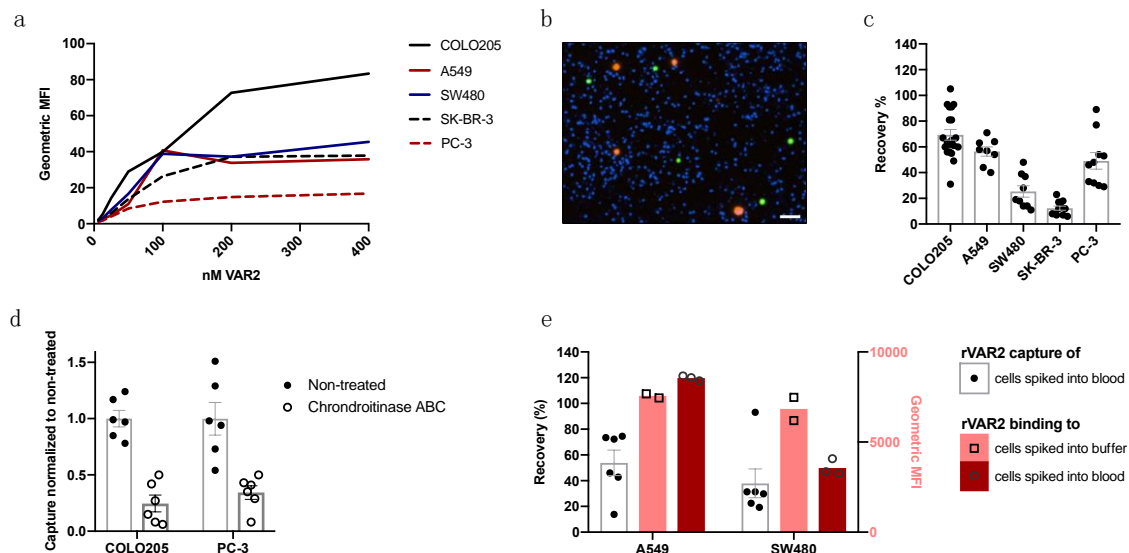 a
100
80
60
40
20
0
Geometric MFI
0
100
200
300
400
nM VAR2
COLO205
A549
SW480
SK-BR-3
PC-3
b
c
140
120
100
80
60
40
20
0
Recovery %
COLO205
A549
SW480
SK-BR-3
PC-3
d
1.5
1.0
0.5
0.0
Capture normalized to non-treated
COLO205
PC-3
Non-treated
Chrondroitinase ABC
e
140
120
100
80
60
40
20
0
Recovery (%)
A549
SW480
10000
5000
0
Geometric MFI
rVAR2 capture of
cells spiked into blood
rVAR2 binding to
cells spiked into buffer
cells spiked into blood